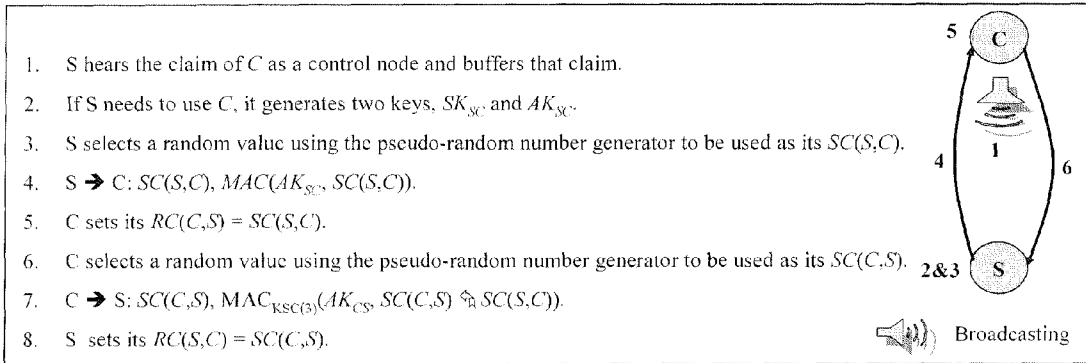 1. S hears the claim of C as a control node and buffers that claim.
2. If S needs to use C, it generates two keys, SK_SC and AK_SC.
3. S selects a random value using the pseudo-random number generator to be used as its SC(S,C).
4. S ➔ C: SC(S,C), MAC(AK_SC, SC(S,C)).
5. C sets its RC(C,S) = SC(S,C).
6. C selects a random value using the pseudo-random number generator to be used as its SC(C,S).
7. C ➔ S: SC(C,S), MAC_KSC(3)(AK_CS, SC(C,S) SC(S,C)).
8. S sets its RC(S,C) = SC(C,S).
5
C
1
4
6
2&3
S
Broadcasting